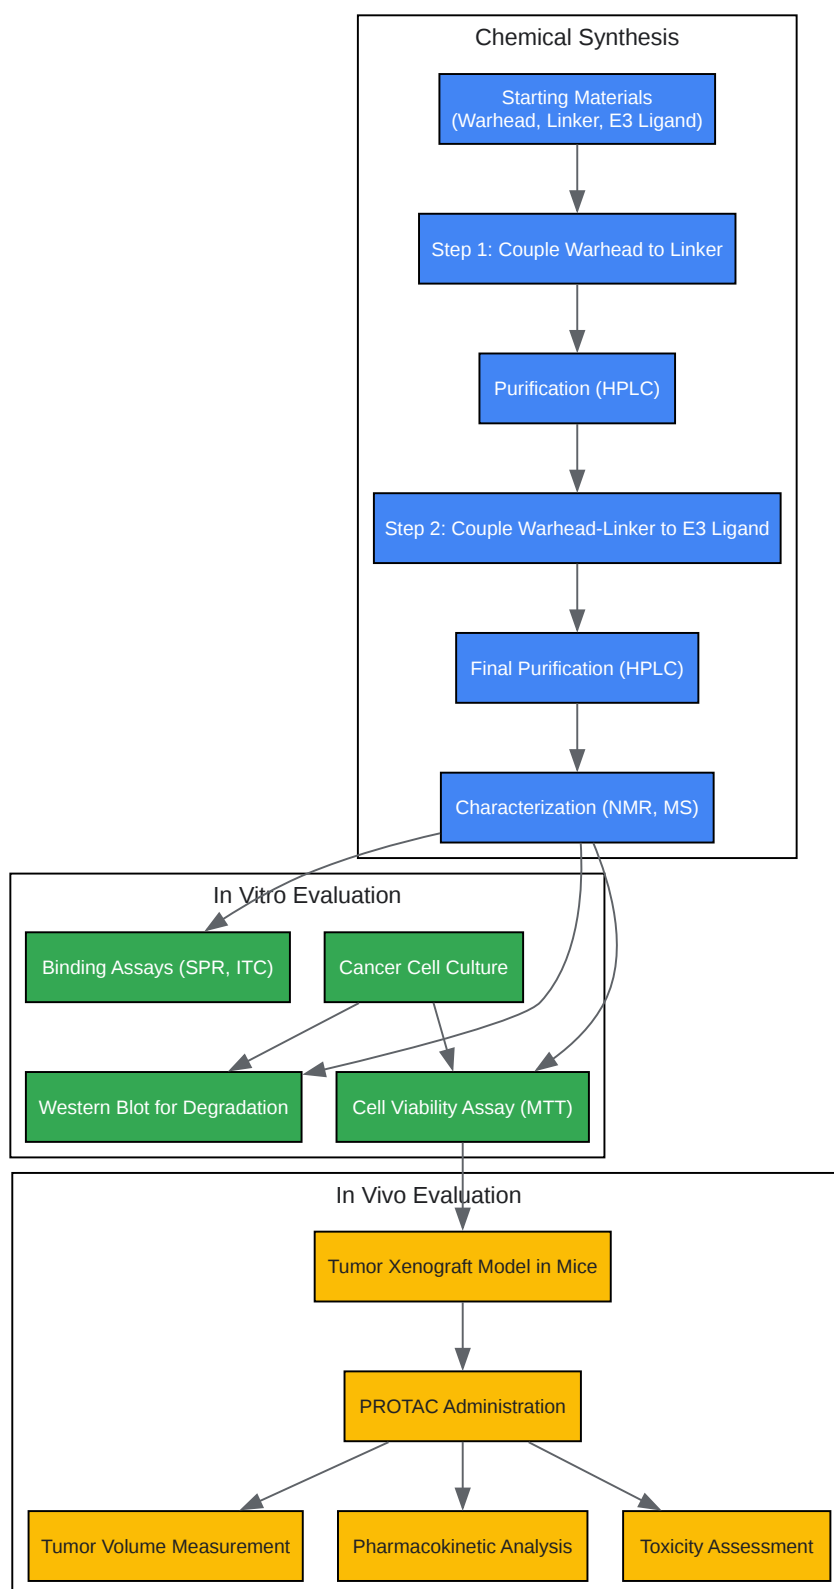 Chemical Synthesis
Starting Materials
(Warhead, Linker, E3 Ligand)
Step 1: Couple Warhead to Linker
Purification (HPLC)
Step 2: Couple Warhead-Linker to E3 Ligand
Final Purification (HPLC)
Characterization (NMR, MS)
In Vitro Evaluation
Binding Assays (SPR, ITC)
Cancer Cell Culture
Western Blot for Degradation
Cell Viability Assay (MTT)
In Vivo Evaluation
Tumor Xenograft Model in Mice
PROTAC Administration
Tumor Volume Measurement
Pharmacokinetic Analysis
Toxicity Assessment